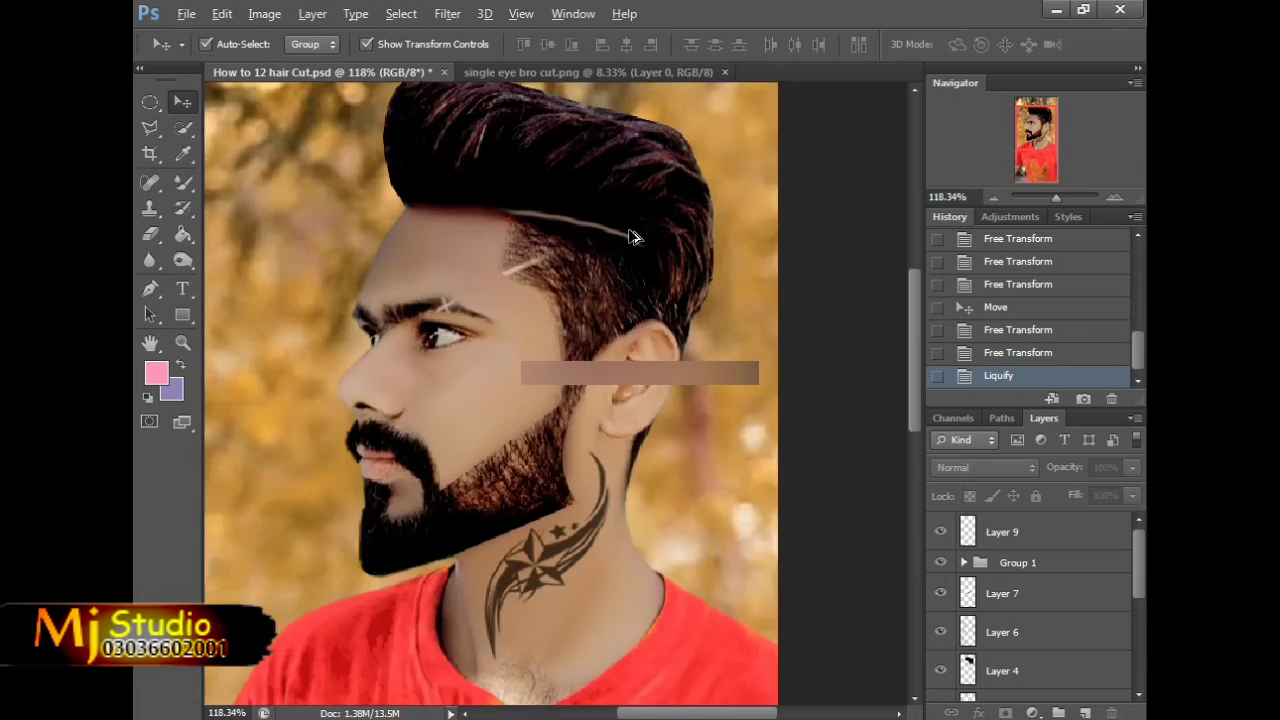 Ps File Edit Image Layer Type Select Filter 3D View Window Help
Auto-Select: Group Show Transform Controls 3D Mode:
How to 12 hair Cut.psd @ 118% (RGB/8*) * × single eye bro cut.png @ 8.33% (Layer 0, RGB/8) ×
Navigator
118.34%
History Adjustments Styles
Free Transform
Free Transform
Free Transform
Move
Free Transform
Free Transform
Liquify
Channels Paths Layers
Kind
Normal Opacity: 100%
Lock: Fill: 100%
Layer 9
Group 1
Layer 7
Layer 6
Layer 4
Mj Studio
03036602001
118.34% Doc: 1.38M/13.5M